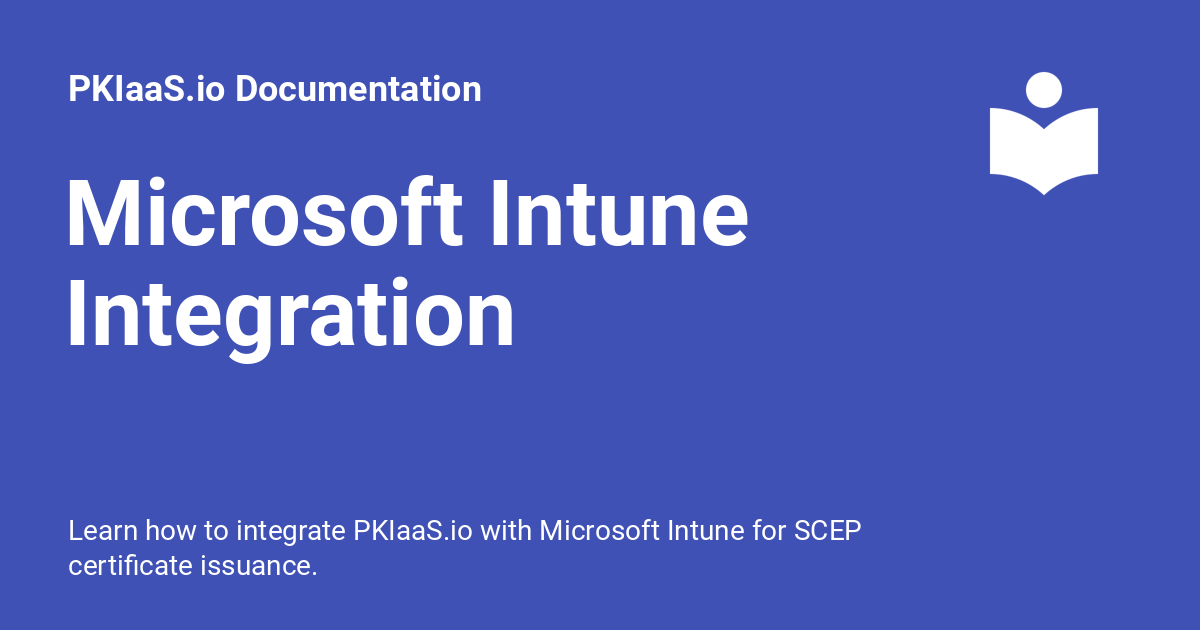 PKIaaS.io Documentation
Microsoft Intune
Integration
Learn how to integrate PKIaaS.io with Microsoft Intune for SCEP
certificate issuance.